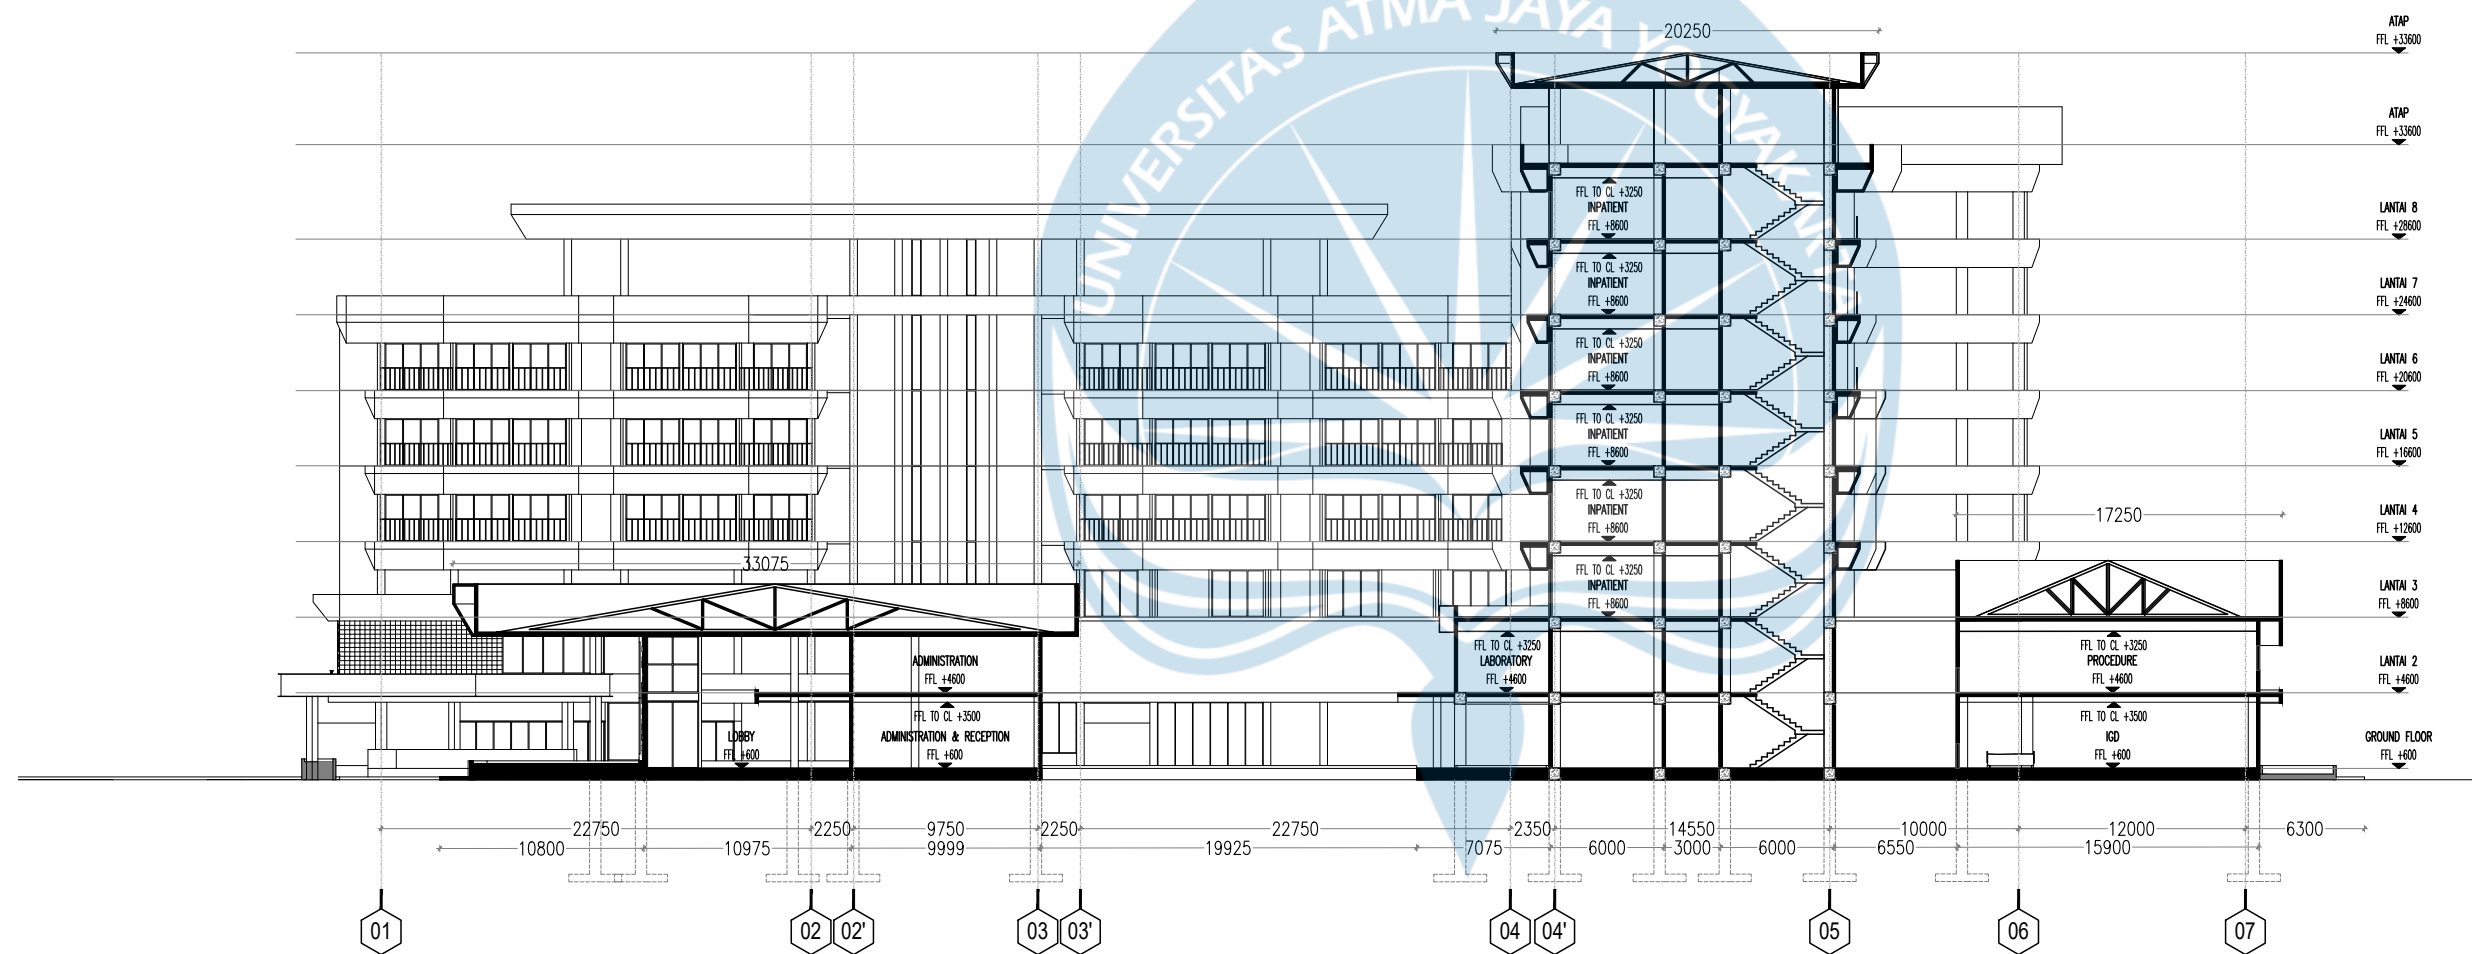 UNIVERSITAS ATMA JAYA YOGYAKARTA
20250
ATAP
FFL +33600
ATAP
FFL +33600
LANTAI 8
FFL +28600
LANTAI 7
FFL +24600
LANTAI 6
FFL +20600
LANTAI 5
FFL +16600
LANTAI 4
FFL +12600
LANTAI 3
FFL +8600
LANTAI 2
FFL +4600
GROUND FLOOR
FFL +600
FFL TO CL +3250
INPATIENT
FFL +8600
FFL TO CL +3250
INPATIENT
FFL +8600
FFL TO CL +3250
INPATIENT
FFL +8600
FFL TO CL +3250
INPATIENT
FFL +8600
FFL TO CL +3250
INPATIENT
FFL +8600
FFL TO CL +3250
INPATIENT
FFL +8600
17250
33075
ADMINISTRATION
FFL +4600
FFL TO CL +3500
ADMINISTRATION & RECEPTION
FFL +600
LOBBY
FFL +600
FFL TO CL +3250
LABORATORY
FFL +4600
FFL TO CL +3250
PROCEDURE
FFL +4600
FFL TO CL +3500
IGD
FFL +600
22750 2250 9750 2250 22750 2350 14550 10000 12000 6300
10800 10975 9999 19925 7075 6000 3000 6000 6550 15900
01 02 02' 03 03' 04 04' 05 06 07